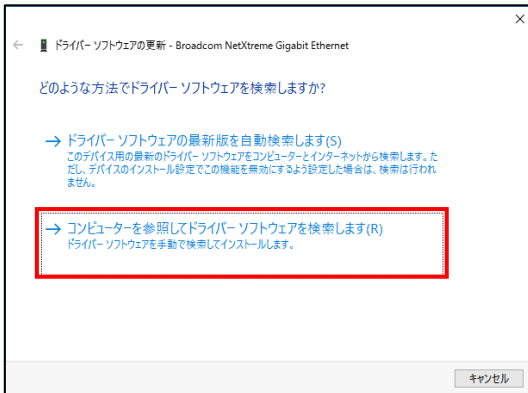 ドライバー ソフトウェアの更新 - Broadcom NetXtreme Gigabit Ethernet
どのような方法でドライバー ソフトウェアを検索しますか?
ドライバー ソフトウェアの最新版を自動検索します(S)
このデバイス用の最新のドライバー ソフトウェアをコンピューターとインターネットから検索します。た
だし、デバイスのインストール設定でこの機能を無効にするよう設定した場合は、検索は行われ
ません。
コンピューターを参照してドライバー ソフトウェアを検索します(R)
ドライバー ソフトウェアを手動で検索してインストールします。
キャンセル